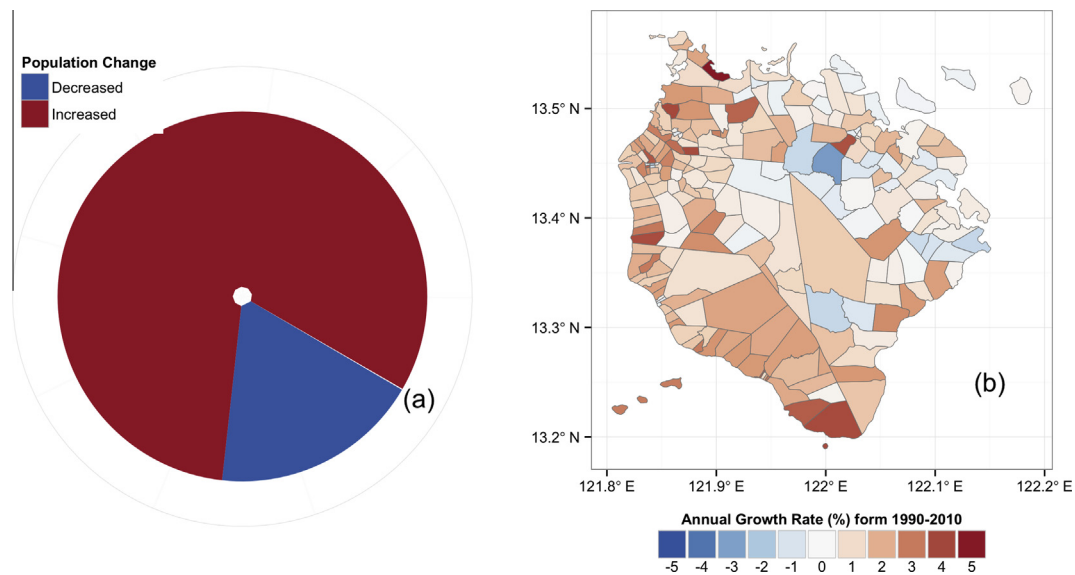 Population Change
Decreased
Increased
(a)
13.5° N
13.4° N
13.3° N
13.2° N
(b)
121.8° E 121.9° E 122° E 122.1° E 122.2° E
Annual Growth Rate (%) form 1990-2010
-5 -4 -3 -2 -1 0 1 2 3 4 5